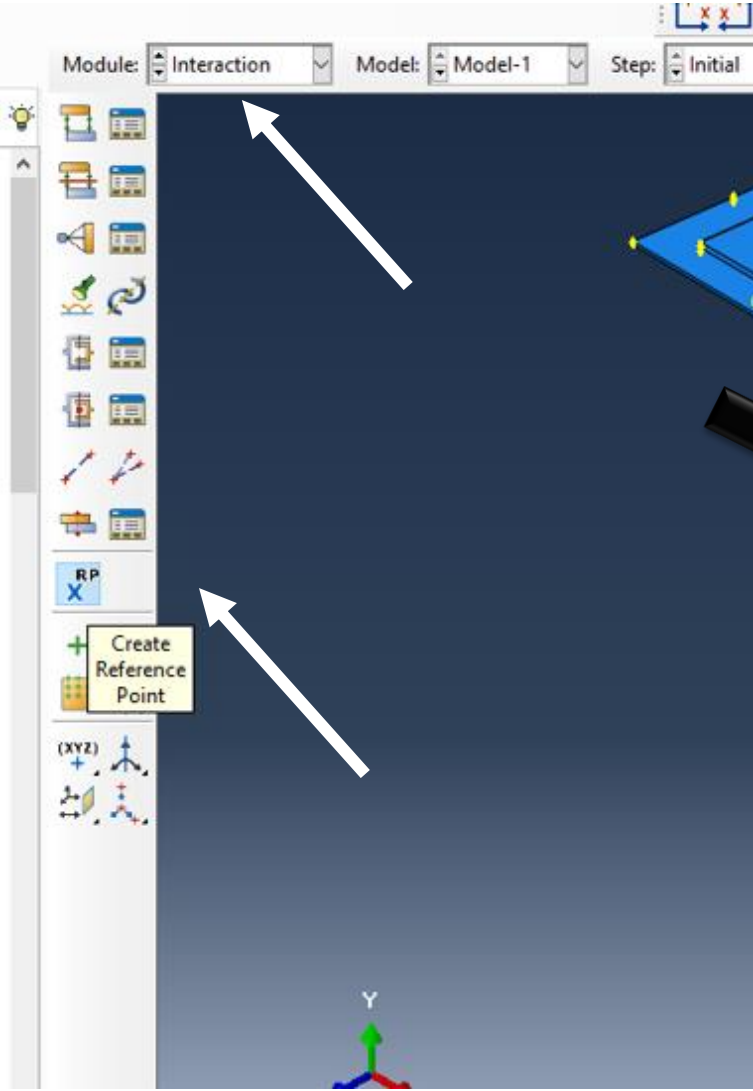 Module: Interaction Model: Model-1 Step: Initial
RP
X
Create
Reference
Point
(XYZ)
Y